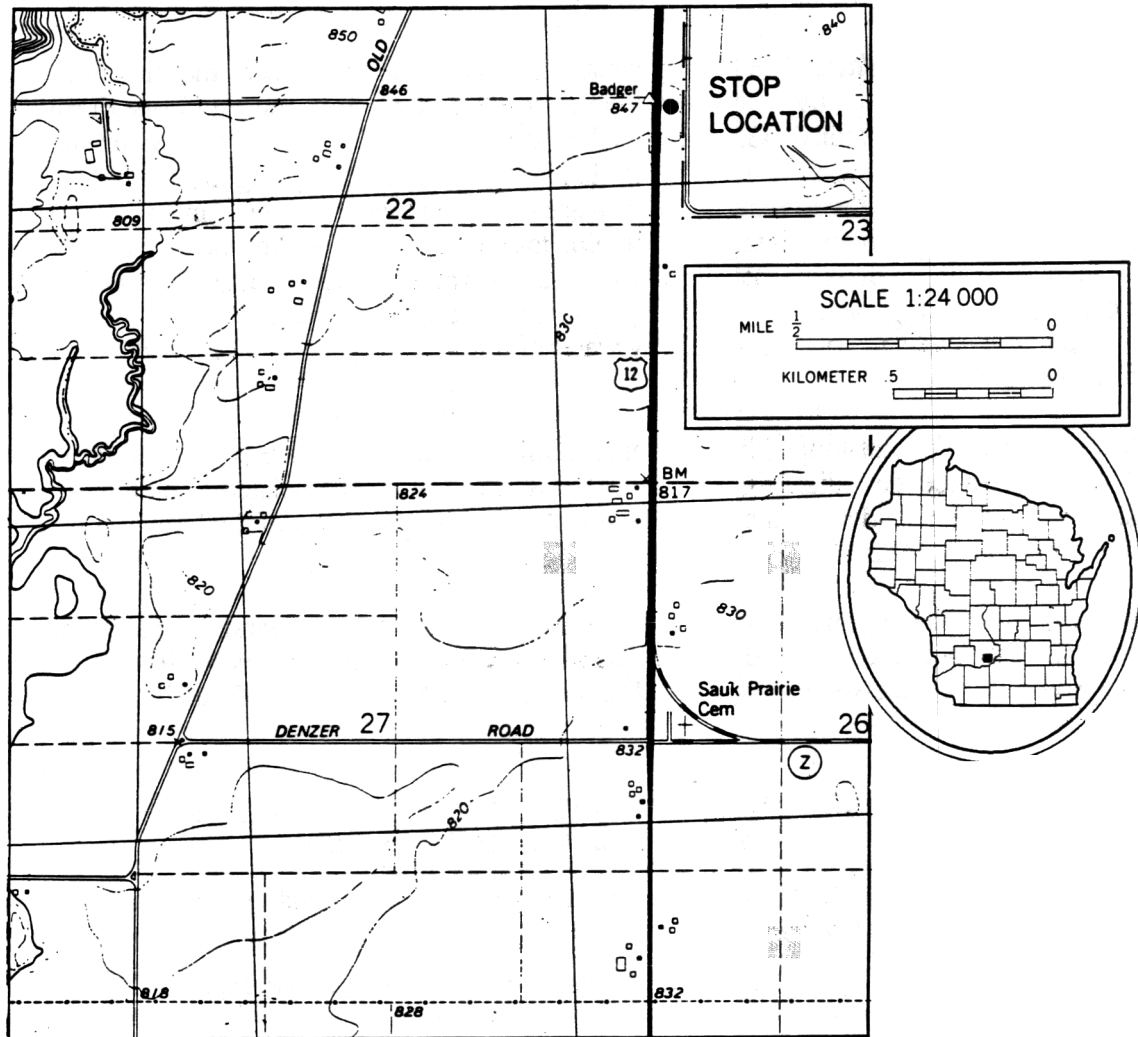 850
OLD
840
846
Badger
847
STOP
LOCATION
809
22
23
83C
SCALE 1:24 000
MILE 1/2 0
KILOMETER .5 0
12
BM
817
824
820
830
Sauk Prairie
Cem
815
DENZER 27 ROAD
832
26
Z
820
818
828
832